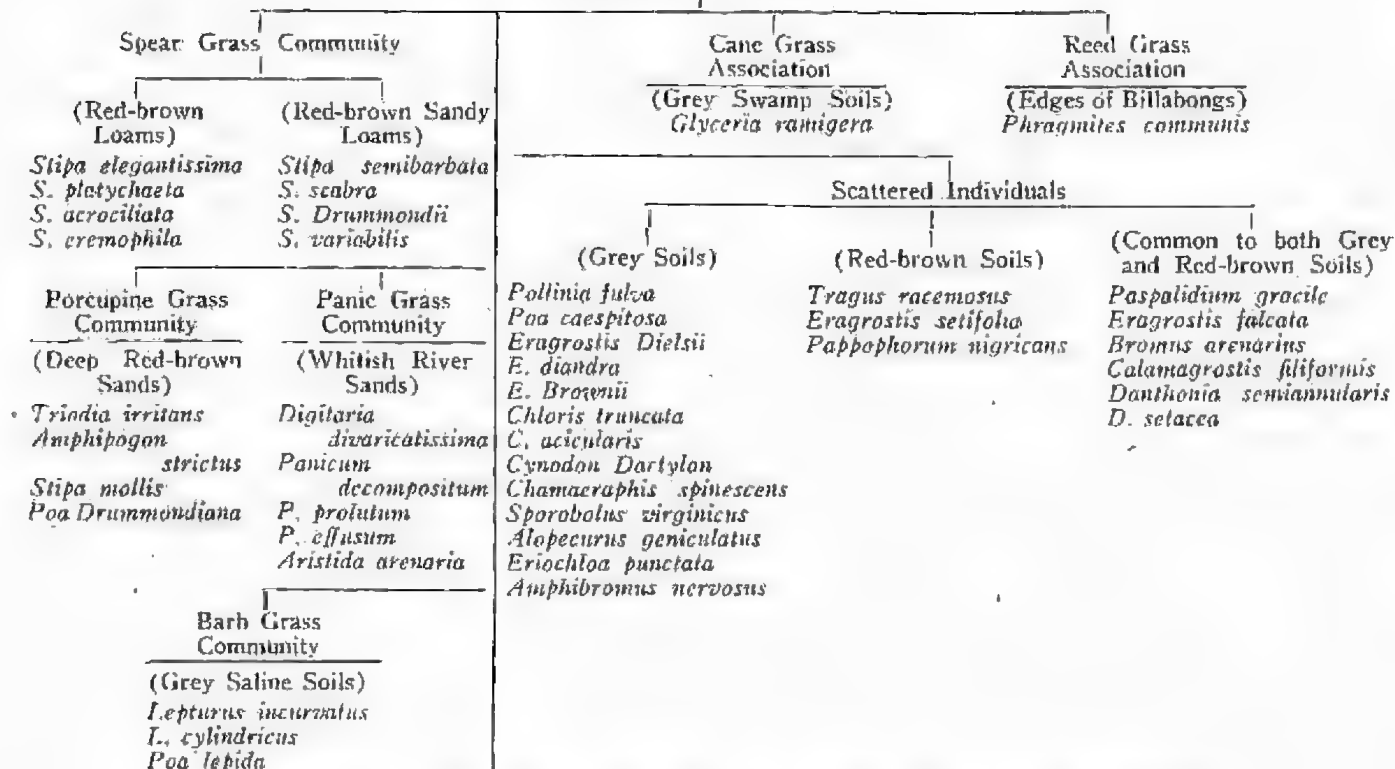 Spear Grass Community
(Red-brown
Loams)
Stipa elegantissima
S. platychaeta
S. acrociliata
S. eremophila
(Red-brown Sandy
Loams)
Stipa semibarbata
S. scabra
S. Drummondii
S. variabilis
Porcupine Grass
Community
(Deep Red-brown
Sands)
Triodia irritans
Amphipogon
strictus
Stipa mollis
Poa Drummondiana
Panic Grass
Community
(Whitish River
Sands)
Digitaria
divaricatissima
Panicum
decompositum
P. prolutum
P. effusum
Aristida arenaria
Barb Grass
Community
(Grey Saline Soils)
Lepturus incurvatus
L. cylindricus
Poa lepida
Cane Grass
Association
(Grey Swamp Soils)
Glyceria ramigera
Reed Grass
Association
(Edges of Billabongs)
Phragmites communis
Scattered Individuals
(Grey Soils)
Pollinia fulva
Poa caespitosa
Eragrostis Dielsii
E. diandra
E. Brownii
Chloris truncata
C. acicularis
Cynodon Dactylon
Chamaeraphis spinescens
Sporobolus virginicus
Alopecurus geniculatus
Eriochloa punctata
Amphibromus nervosus
(Red-brown Soils)
Tragus racemosus
Eragrostis setifolia
Pappophorum nigricans
(Common to both Grey
and Red-brown Soils)
Paspalidium gracile
Eragrostis falcata
Bromus arenarius
Calamagrostis filiformis
Danthonia semiannularis
D. setacea